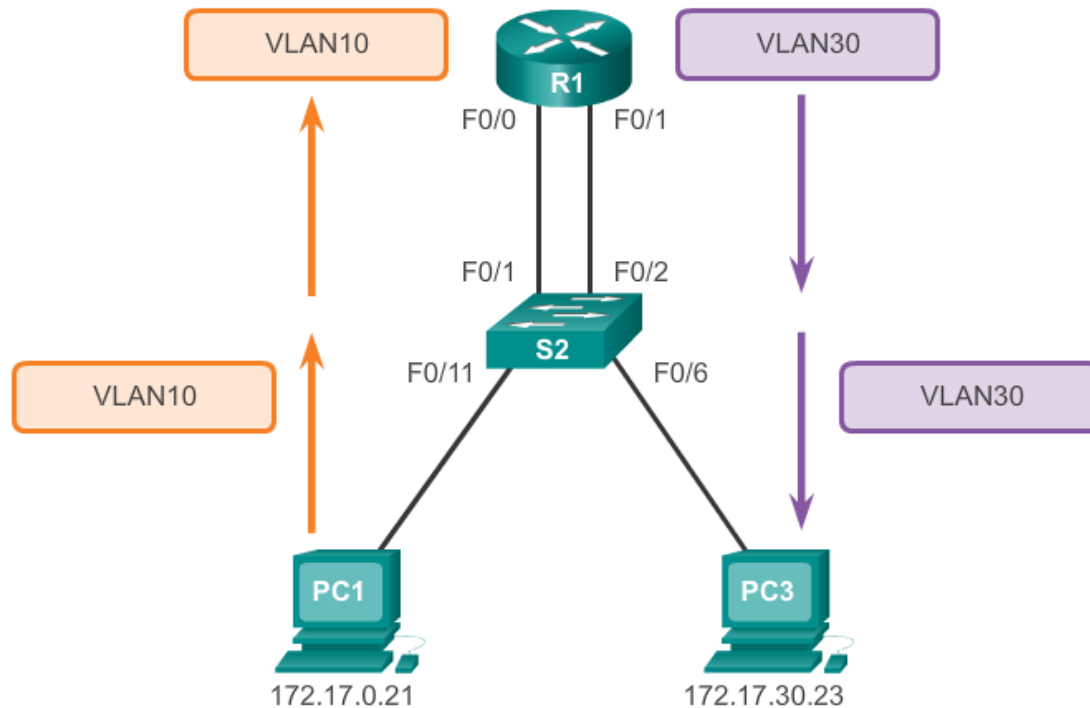 VLAN10
VLAN30
R1
F0/0
F0/1
F0/1
F0/2
S2
F0/11
F0/6
VLAN10
VLAN30
PC1
PC3
172.17.0.21
172.17.30.23